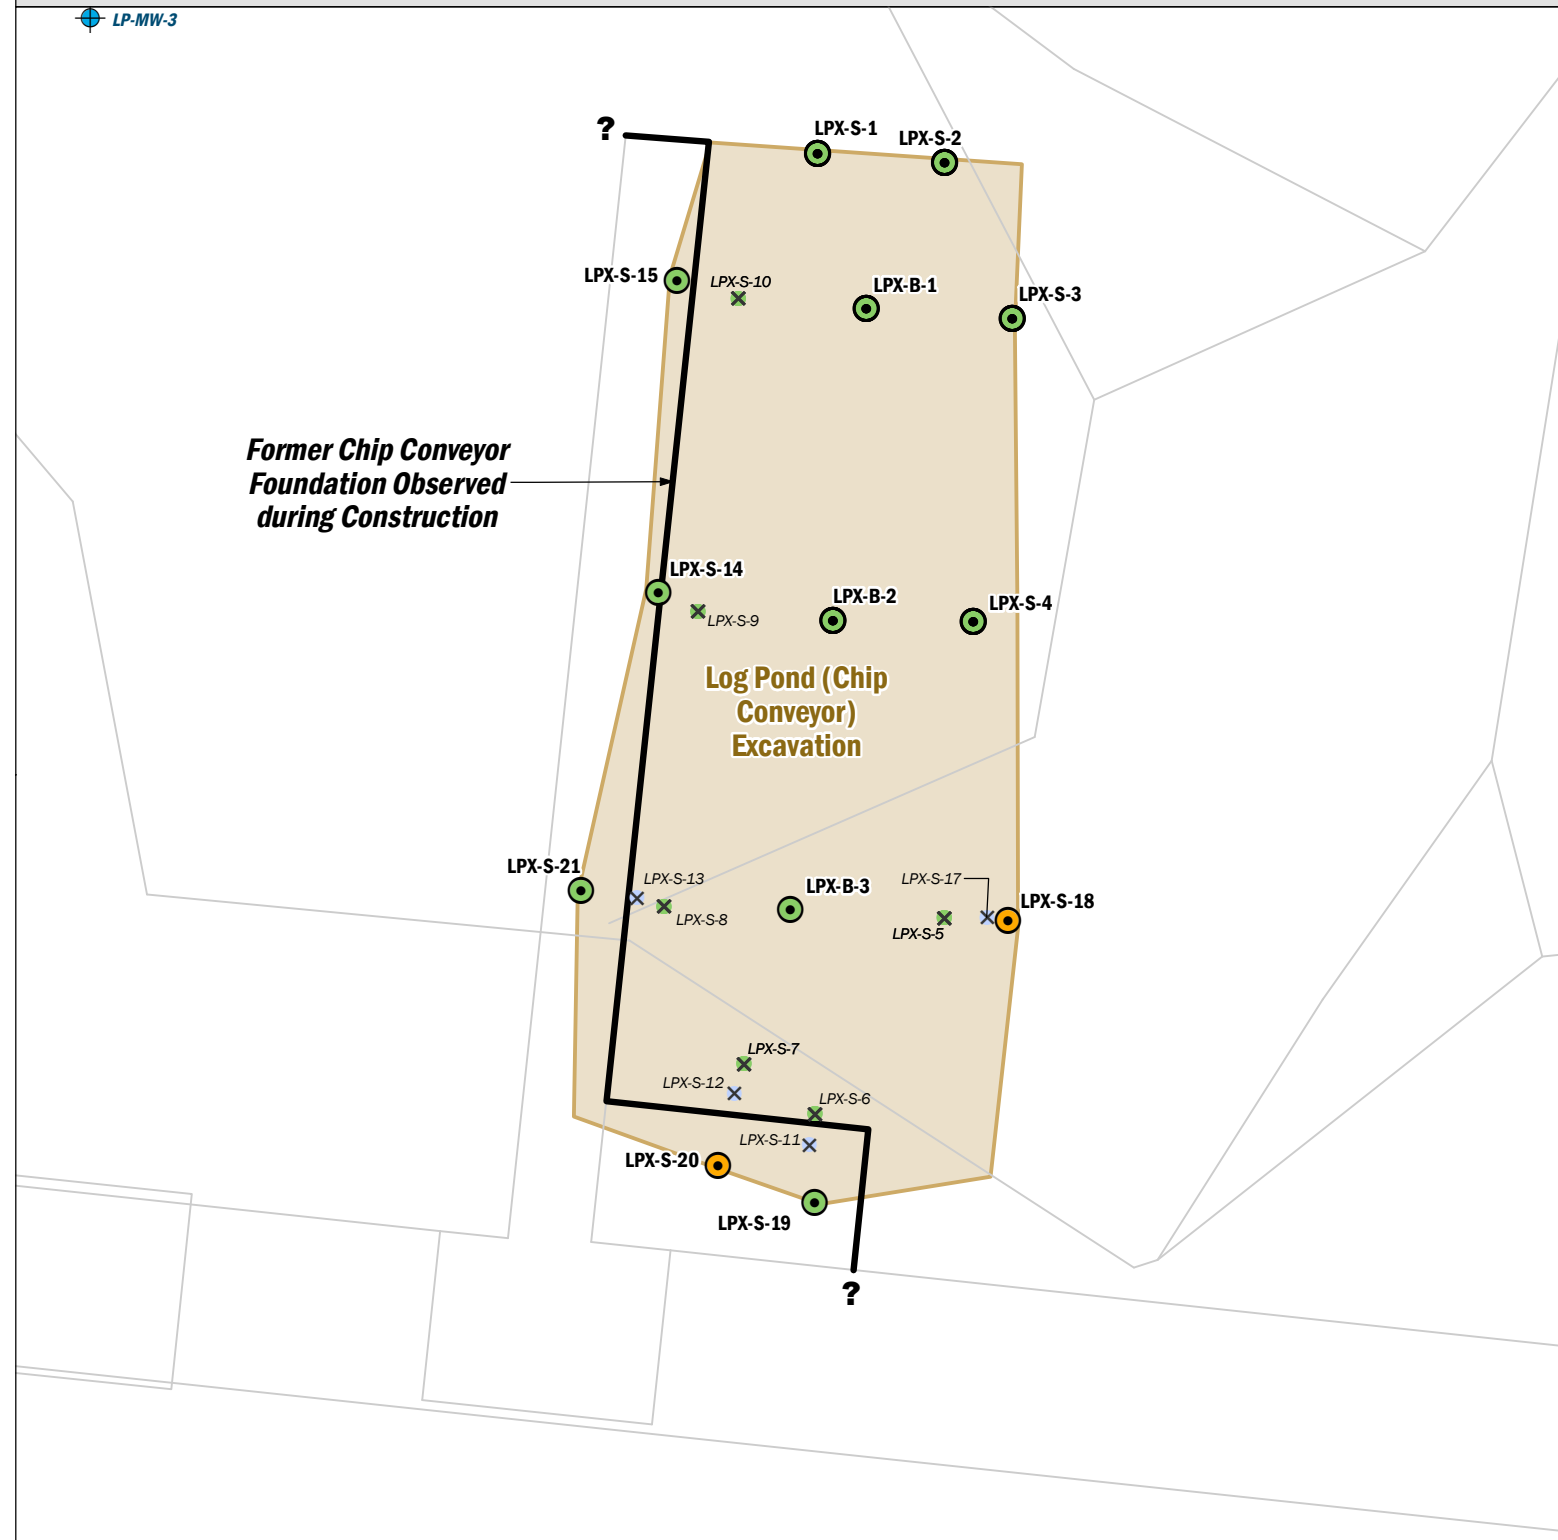 LP-MW-3
?
LPX-S-1
LPX-S-2
LPX-S-15
LPX-S-10
LPX-B-1
LPX-S-3
Former Chip Conveyor
Foundation Observed
during Construction
LPX-S-14
LPX-S-9
LPX-B-2
LPX-S-4
Log Pond (Chip
Conveyor)
Excavation
LPX-S-21
LPX-S-13
LPX-S-8
LPX-B-3
LPX-S-17
LPX-S-5
LPX-S-18
LPX-S-7
LPX-S-12
LPX-S-6
LPX-S-11
LPX-S-20
LPX-S-19
?